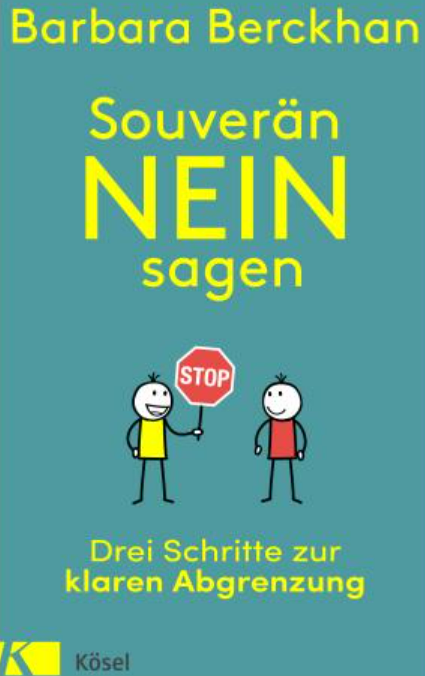 Barbara Berckhan
Souverän
NEIN
sagen
STOP
Drei Schritte zur
klaren Abgrenzung
K Kösel